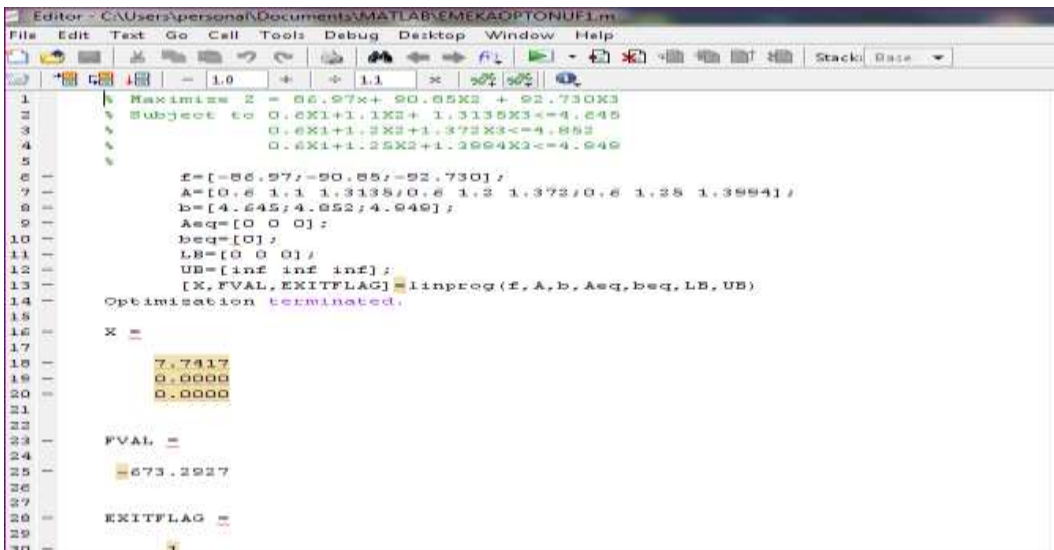 Editor - C:\Users\personal\Documents\MATLAB\EMEKAOPTONUF1.m
File Edit Text Go Cell Tools Debug Desktop Window Help
Stack: Base
- 1.0 + ÷ 1.1 ×
1 % Maximize Z = 86.97x+ 90.85X2 + 92.730X3
2 % Subject to 0.6X1+1.1X2+ 1.3135X3<=4.645
3 % 0.6X1+1.2X2+1.372X3<=4.852
4 % 0.6X1+1.25X2+1.3994X3<=4.949
5 %
6 - f=[-86.97;-90.85;-92.730];
7 - A=[0.6 1.1 1.3135;0.6 1.2 1.372;0.6 1.25 1.3994];
8 - b=[4.645;4.852;4.949];
9 - Aeq=[0 0 0];
10 - beq=[0];
11 - LB=[0 0 0];
12 - UB=[inf inf inf];
13 - [X,FVAL,EXITFLAG]=linprog(f,A,b,Aeq,beq,LB,UB)
14 - Optimization terminated.
15
16 - X =
17
18 - 7.7417
19 - 0.0000
20 - 0.0000
21
22
23 - FVAL =
24
25 - -673.2927
26
27
28 - EXITFLAG =
29
30 - 1